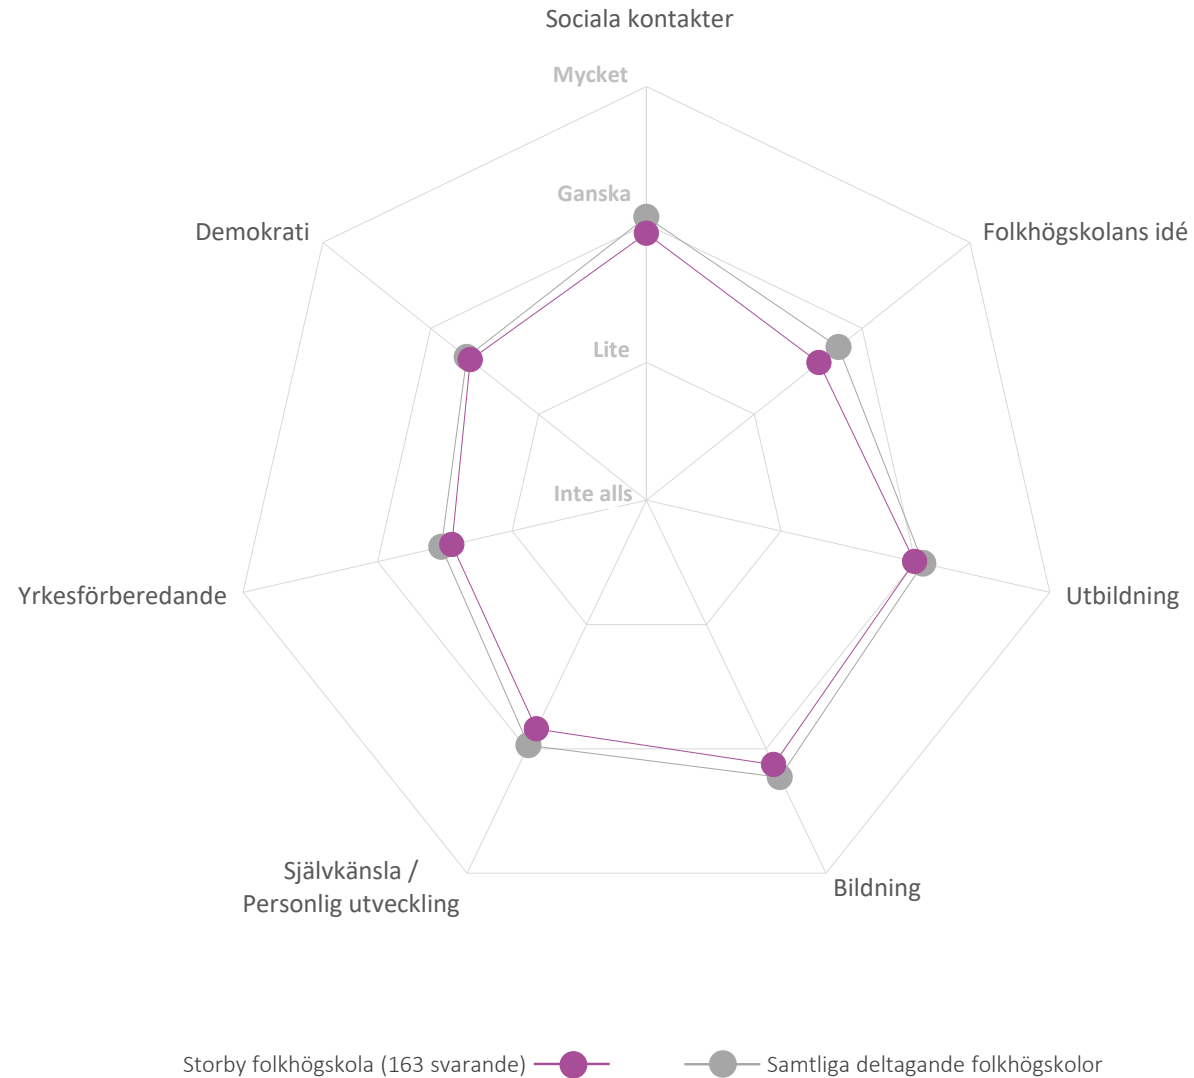 Sociala kontakter
Mycket
Ganska
Demokrati
Folkhögskolans idé
Lite
Inte alls
Yrkesförberedande
Utbildning
Självkänsla /
Personlig utveckling
Bildning
Storby folkhögskola (163 svarande)
Samtliga deltagande folkhögskolor